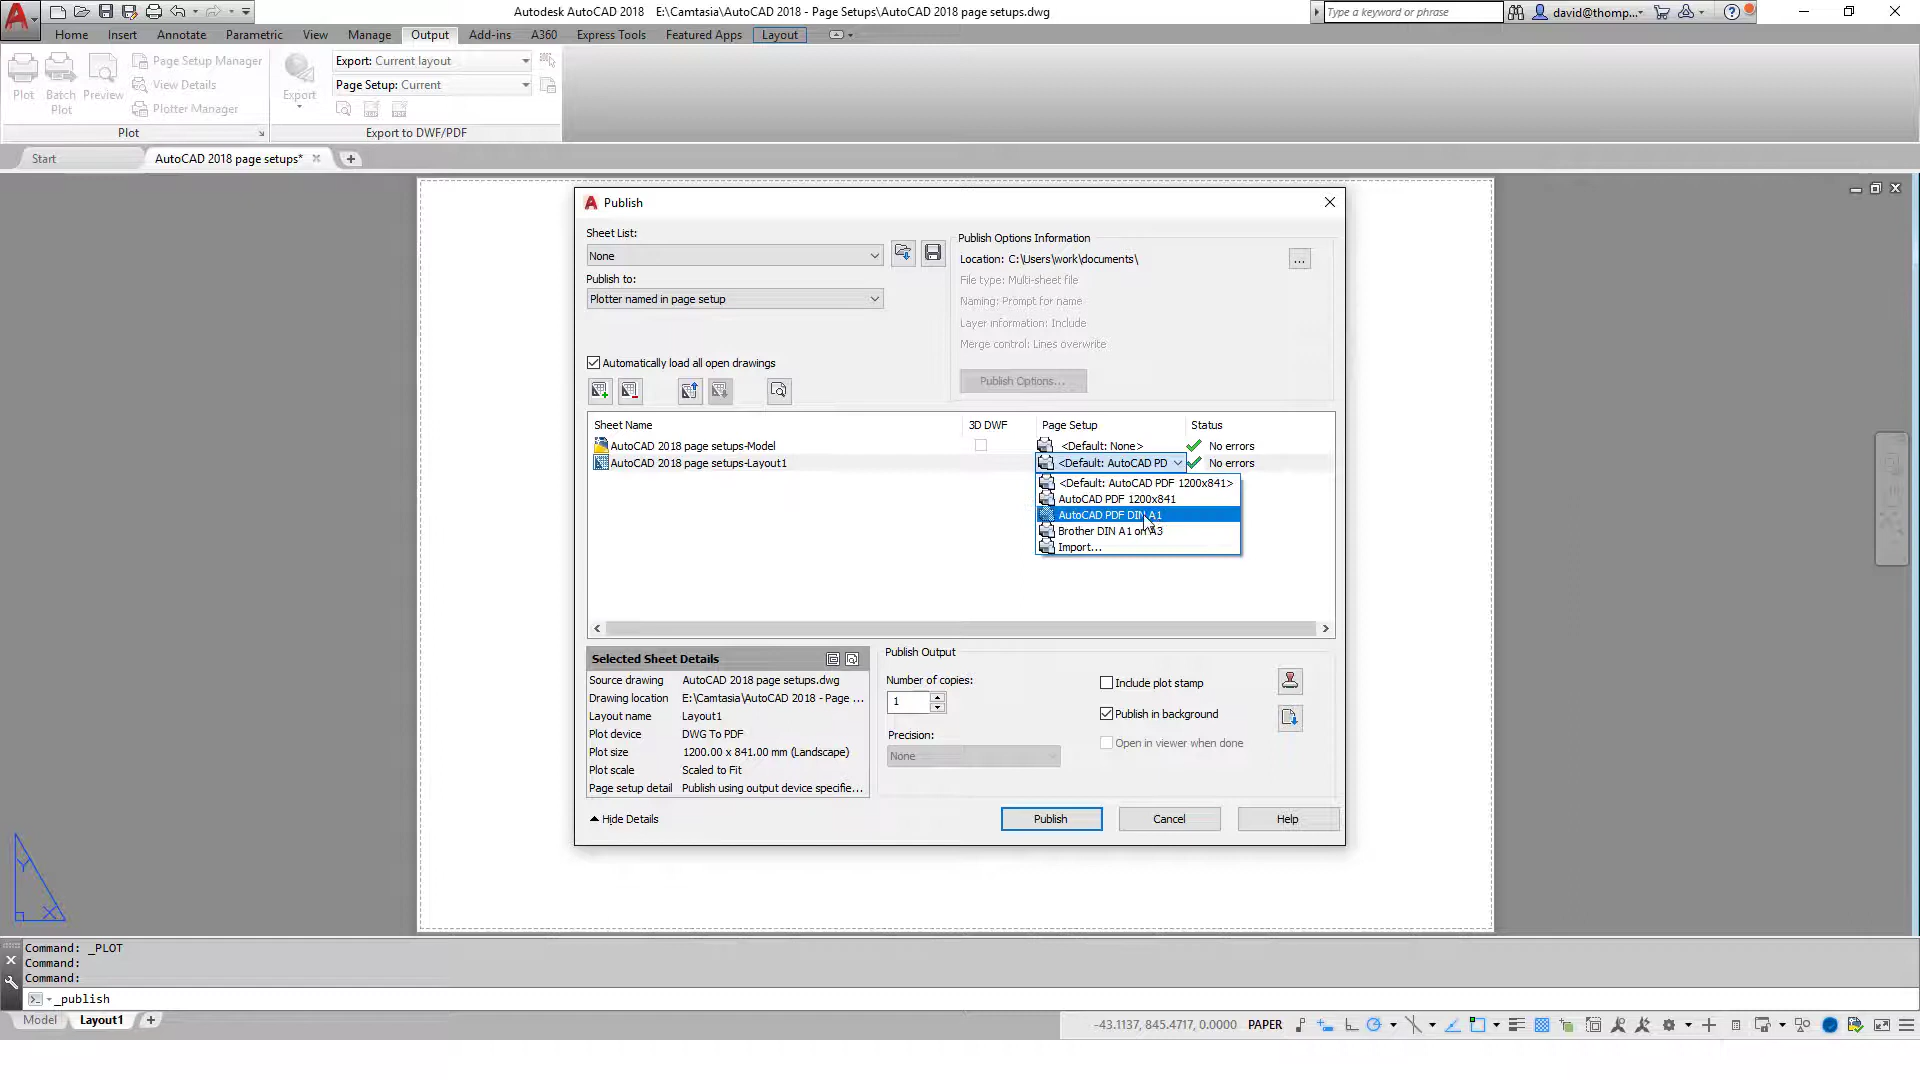 Autodesk AutoCAD 2018 E:\Camtasia\AutoCAD 2018 - Page Setups\AutoCAD 2018 page setups.dwg
Type a keyword or phrase
david@thomp...
Home Insert Annotate Parametric View Manage Output Add-ins A360 Express Tools Featured Apps Layout
Plot
Batch Plot
Preview
Page Setup Manager
View Details
Plotter Manager
Export
Export: Current layout
Page Setup: Current
Plot
Export to DWF/PDF
Start
AutoCAD 2018 page setups*
Publish
Sheet List:
None
Publish to:
Plotter named in page setup
Publish Options Information
Location: C:\Users\work\documents\
...
File type: Multi-sheet file
Naming: Prompt for name
Layer information: Include
Merge control: Lines overwrite
Publish Options...
Automatically load all open drawings
Sheet Name 3D DWF Page Setup Status
AutoCAD 2018 page setups-Model <Default: None> No errors
AutoCAD 2018 page setups-Layout1 <Default: AutoCAD PD No errors
<Default: AutoCAD PDF 1200x841>
AutoCAD PDF 1200x841
AutoCAD PDF DIN A1
Brother DIN A1 on A3
Import...
Selected Sheet Details
Source drawing AutoCAD 2018 page setups.dwg
Drawing location E:\Camtasia\AutoCAD 2018 - Page ...
Layout name Layout1
Plot device DWG To PDF
Plot size 1200.00 x 841.00 mm (Landscape)
Plot scale Scaled to Fit
Page setup detail Publish using output device specifie...
Hide Details
Publish Output
Number of copies:
1
Precision:
None
Include plot stamp
Publish in background
Open in viewer when done
Publish Cancel Help
Y
X
Command: _PLOT
Command:
Command:
_publish
Model Layout1
-43.1137, 845.4717, 0.0000 PAPER